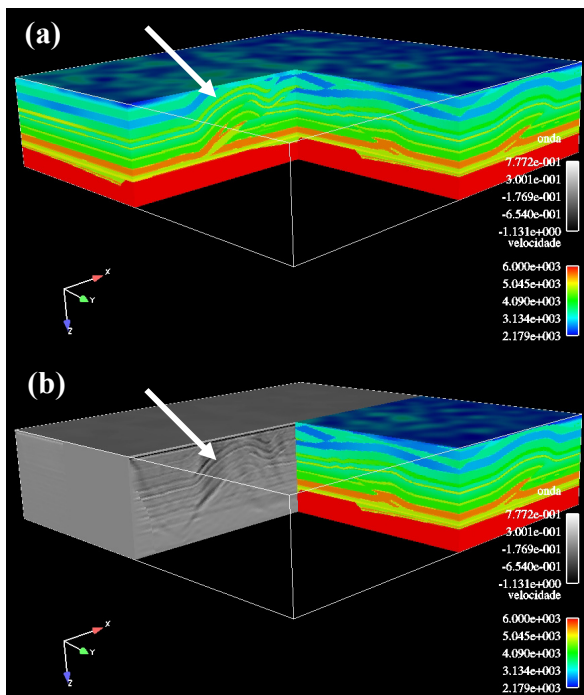 (a)
onda
7.772e-001
3.001e-001
-1.769e-001
-6.540e-001
-1.131e+000
velocidade
6.000e+003
5.045e+003
4.090e+003
3.134e+003
2.179e+003
X
Y
Z
(b)
onda
7.772e-001
3.001e-001
-1.769e-001
-6.540e-001
-1.131e+000
velocidade
6.000e+003
5.045e+003
4.090e+003
3.134e+003
2.179e+003
X
Y
Z